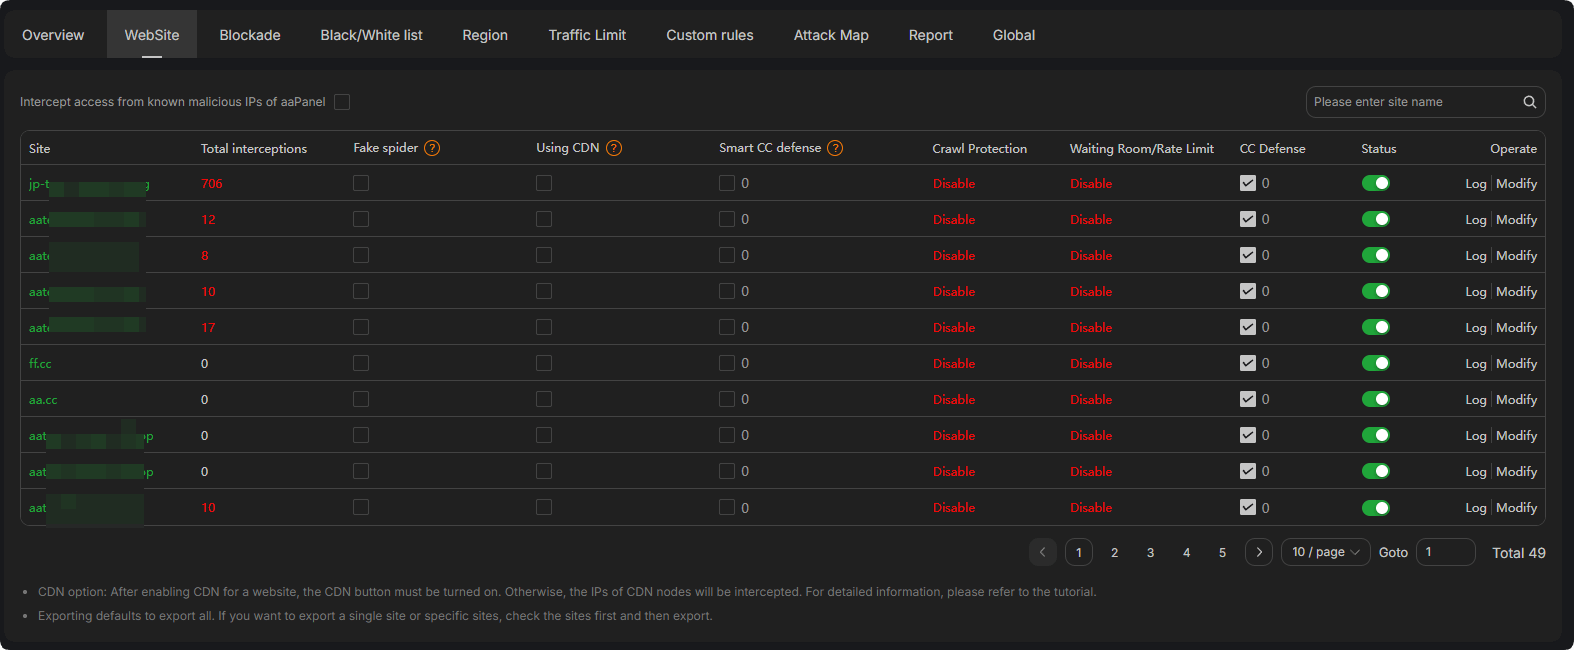 Overview WebSite Blockade Black/White list Region Traffic Limit Custom rules Attack Map Report Global
Intercept access from known malicious IPs of aaPanel Please enter site name
Site Total interceptions Fake spider ? Using CDN ? Smart CC defense ? Crawl Protection Waiting Room/Rate Limit CC Defense Status Operate
jp-t 706 0 Disable Disable 0 Log Modify
aat 12 0 Disable Disable 0 Log Modify
aat 8 0 Disable Disable 0 Log Modify
aat 10 0 Disable Disable 0 Log Modify
aat 17 0 Disable Disable 0 Log Modify
ff.cc 0 0 Disable Disable 0 Log Modify
aa.cc 0 0 Disable Disable 0 Log Modify
aat 0 0 Disable Disable 0 Log Modify
aat 0 0 Disable Disable 0 Log Modify
aat 10 0 Disable Disable 0 Log Modify
1 2 3 4 5 10 / page Goto 1 Total 49
• CDN option: After enabling CDN for a website, the CDN button must be turned on. Otherwise, the IPs of CDN nodes will be intercepted. For detailed information, please refer to the tutorial.
• Exporting defaults to export all. If you want to export a single site or specific sites, check the sites first and then export.